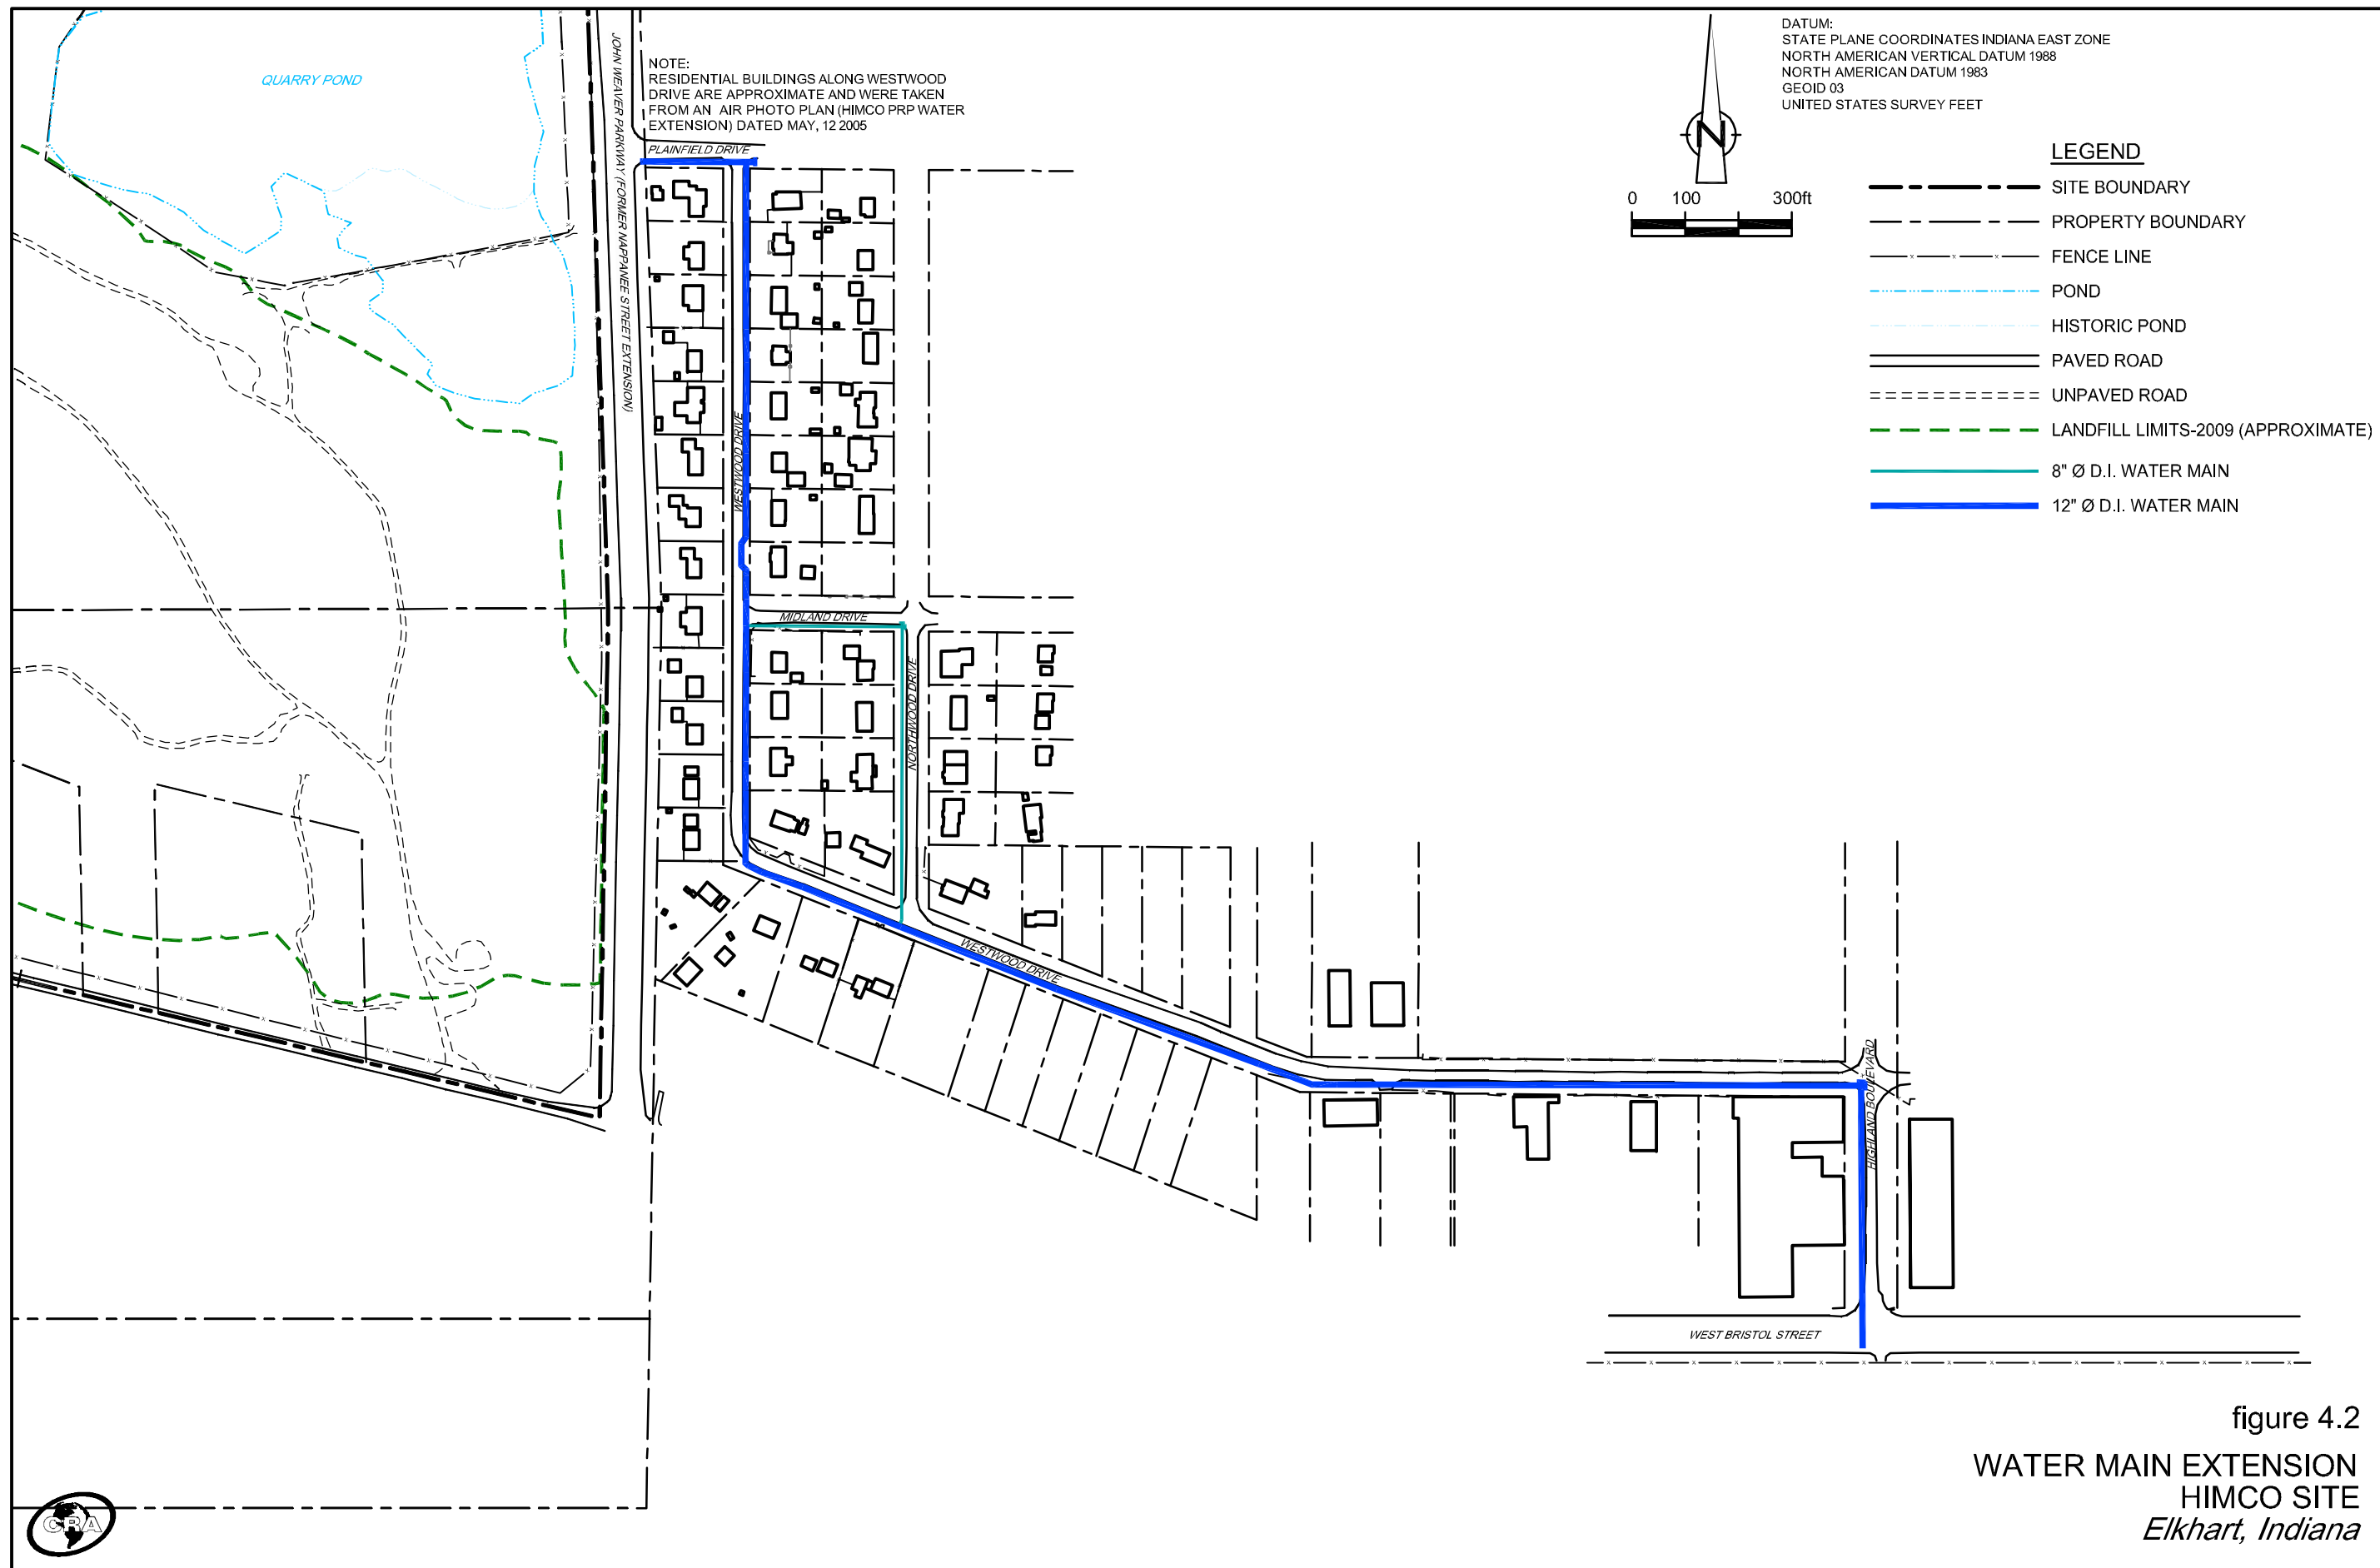 QUARRY POND
JOHN WEAVER PARKWAY (FORMER NAPPANEE STREET EXTENSION)
NOTE:
RESIDENTIAL BUILDINGS ALONG WESTWOOD
DRIVE ARE APPROXIMATE AND WERE TAKEN
FROM AN AIR PHOTO PLAN (HIMCO PRP WATER
EXTENSION) DATED MAY, 12 2005
PLAINFIELD DRIVE
WESTWOOD DRIVE
MIDLAND DRIVE
NORTHWOOD DRIVE
WESTWOOD DRIVE
HIGHLAND BOULEVARD
WEST BRISTOL STREET
N
0 100 300ft
DATUM:
STATE PLANE COORDINATES INDIANA EAST ZONE
NORTH AMERICAN VERTICAL DATUM 1988
NORTH AMERICAN DATUM 1983
GEOID 03
UNITED STATES SURVEY FEET
LEGEND
SITE BOUNDARY
PROPERTY BOUNDARY
FENCE LINE
POND
HISTORIC POND
PAVED ROAD
UNPAVED ROAD
LANDFILL LIMITS-2009 (APPROXIMATE)
8" Ø D.I. WATER MAIN
12" Ø D.I. WATER MAIN
figure 4.2
WATER MAIN EXTENSION
HIMCO SITE
Elkhart, Indiana
CRA